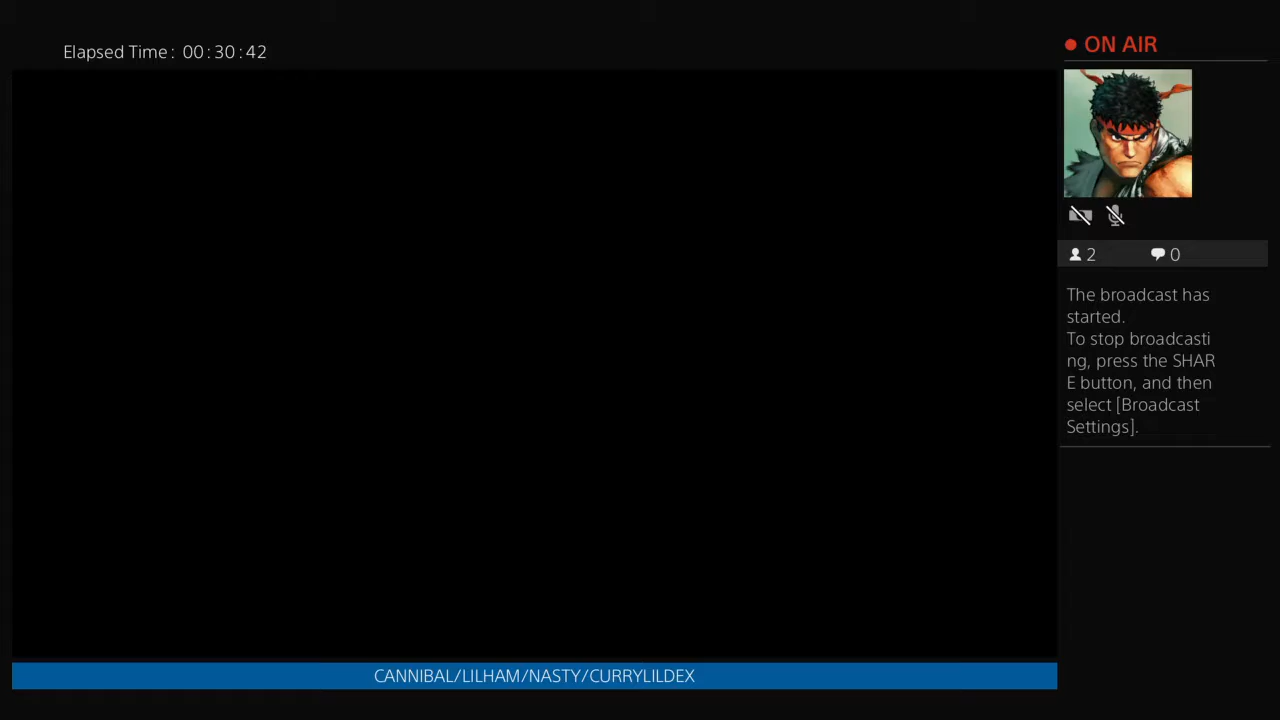 Elapsed Time: 00:30:42
ON AIR
2 0
The broadcast has
started.
To stop broadcasti
ng, press the SHAR
E button, and then
select [Broadcast
Settings].
CANNIBAL/LILHAM/NASTY/CURRYLILDEX